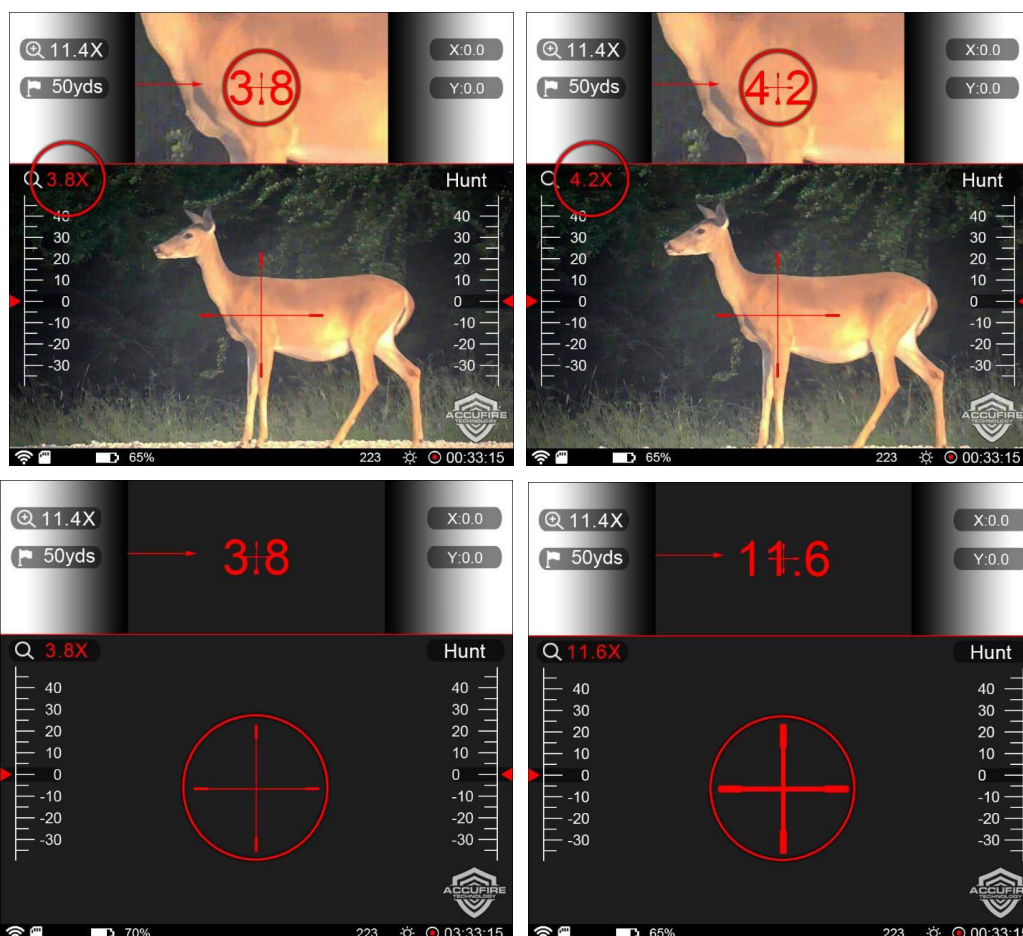 11.4X
3.8
X:0.0
50yds
Y:0.0
3.8X
Hunt
40
40
30
30
20
20
10
10
0
0
-10
-10
-20
-20
-30
-30
ACCUFIRE
TECHNOLOGY
65%
223
00:33:15
11.4X
4.2
X:0.0
50yds
Y:0.0
4.2X
Hunt
40
40
30
30
20
20
10
10
0
0
-10
-10
-20
-20
-30
-30
ACCUFIRE
TECHNOLOGY
65%
223
00:33:15
11.4X
3.8
X:0.0
50yds
Y:0.0
3.8X
Hunt
40
40
30
30
20
20
10
10
0
0
-10
-10
-20
-20
-30
-30
ACCUFIRE
TECHNOLOGY
70%
223
03:33:15
11.4X
11.6
X:0.0
50yds
Y:0.0
11.6X
Hunt
40
40
30
30
20
20
10
10
0
0
-10
-10
-20
-20
-30
-30
ACCUFIRE
TECHNOLOGY
65%
223
00:33:15